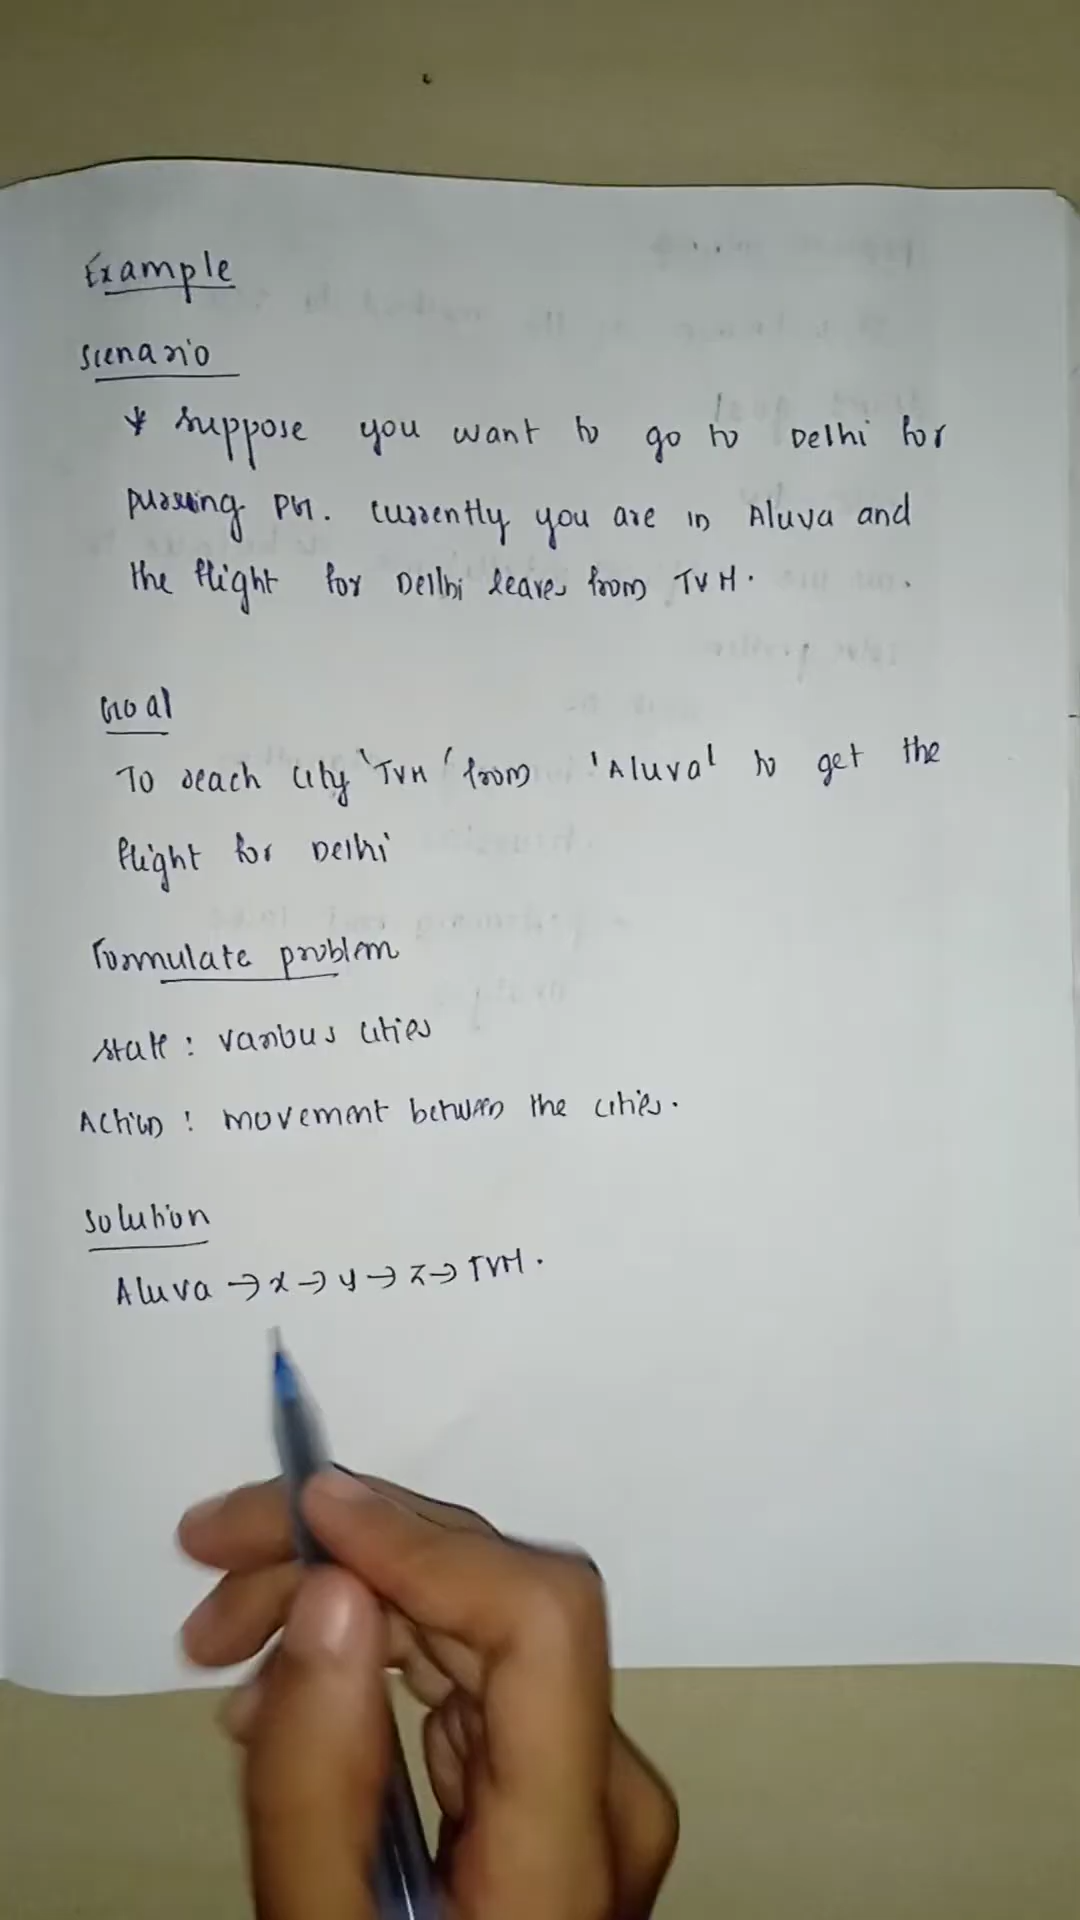 Example
Scenario
* Suppose you want to go to Delhi for
pursuing PG. Currently you are in Aluva and
the flight for Delhi leaves from TVM.
Goal
To reach city 'TVM' from 'Aluva' to get the
flight for Delhi
Formulate problem
state : various cities
Action : movement between the cities.
Solution
Aluva → x → y → z → TVM.